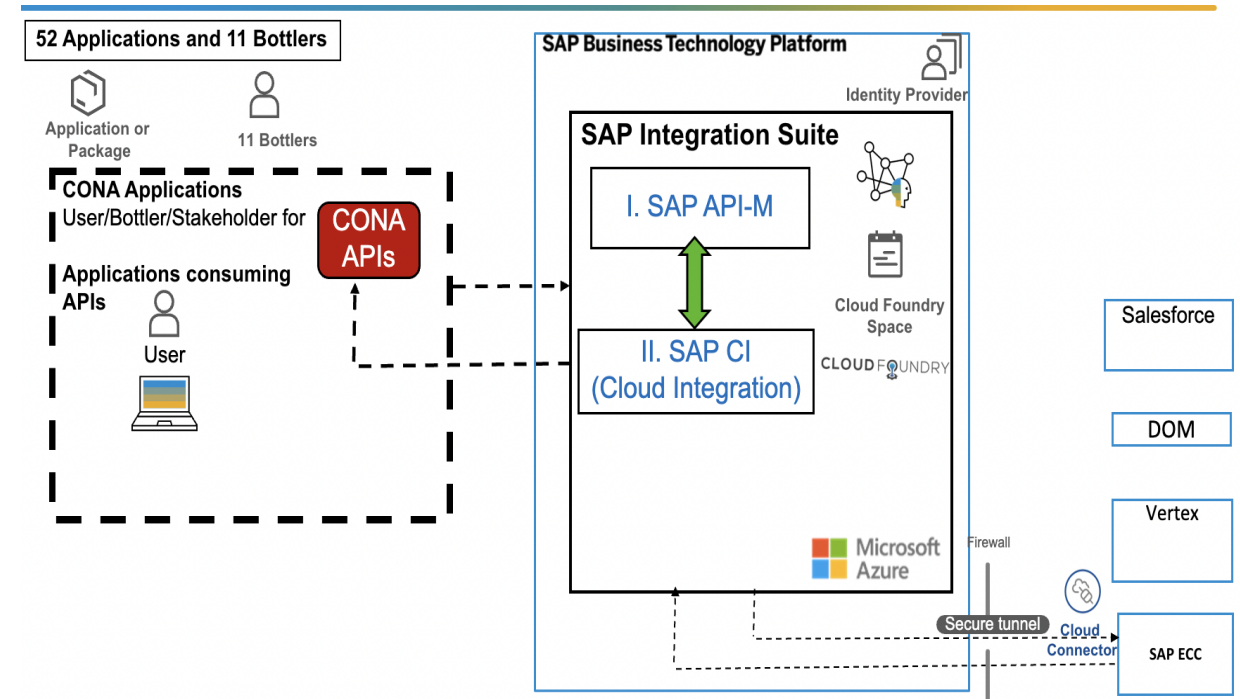 52 Applications and 11 Bottlers
Application or
Package
11 Bottlers
CONA Applications
User/Bottler/Stakeholder for
CONA
APIs
Applications consuming
APIs
User
SAP Business Technology Platform
Identity Provider
SAP Integration Suite
I. SAP API-M
II. SAP CI
(Cloud Integration)
Cloud Foundry
Space
CLOUD FOUNDRY
Microsoft
Azure
Firewall
Secure tunnel
Cloud
Connector
Salesforce
DOM
Vertex
SAP ECC